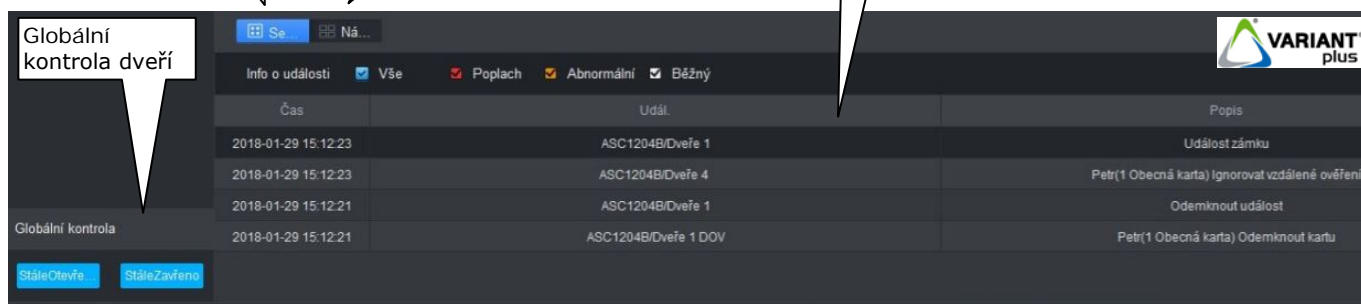 Globální
kontrola dveří
Se... Ná...
VARIANT
plus
Info o události Vše Poplach Abnormální Běžný
Čas Udál. Popis
2018-01-29 15:12:23 ASC1204B/Dveře 1 Událost zámku
2018-01-29 15:12:23 ASC1204B/Dveře 4 Petr(1 Obecná karta) Ignorovat vzdálené ověření
2018-01-29 15:12:21 ASC1204B/Dveře 1 Odemknout událost
Globální kontrola
2018-01-29 15:12:21 ASC1204B/Dveře 1 DOV Petr(1 Obecná karta) Odemknout kartu
StáleOtevře... StáleZavřeno